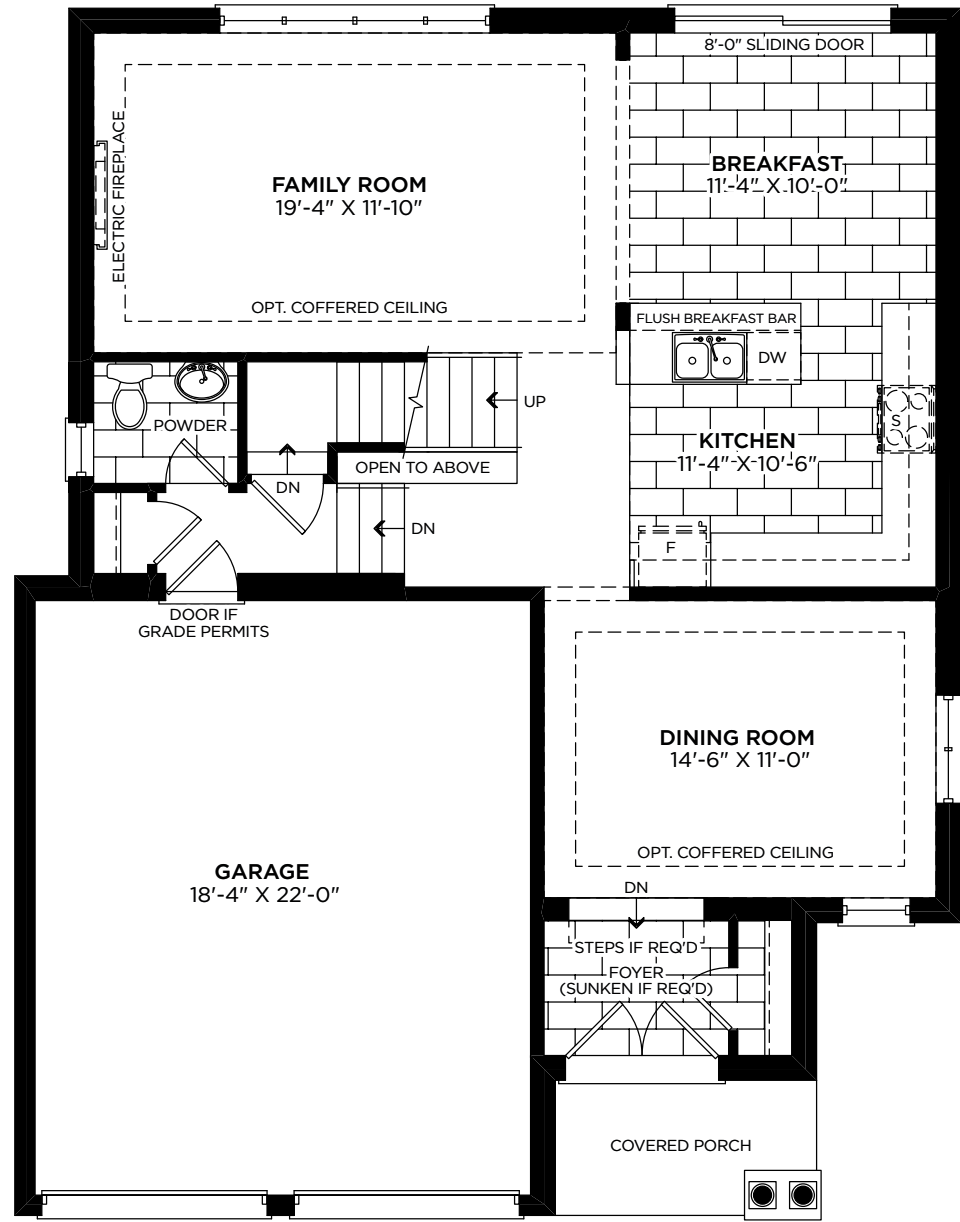 8'-0" SLIDING DOOR
ELECTRIC FIREPLACE
FAMILY ROOM
19'-4" X 11'-10"
OPT. COFFERED CEILING
BREAKFAST
11'-4" X 10'-0"
FLUSH BREAKFAST BAR
DW
S
KITCHEN
11'-4" X 10'-6"
F
POWDER
UP
OPEN TO ABOVE
DN
DN
DOOR IF
GRADE PERMITS
DINING ROOM
14'-6" X 11'-0"
OPT. COFFERED CEILING
GARAGE
18'-4" X 22'-0"
DN
STEPS IF REQ'D
FOYER
(SUNKEN IF REQ'D)
COVERED PORCH